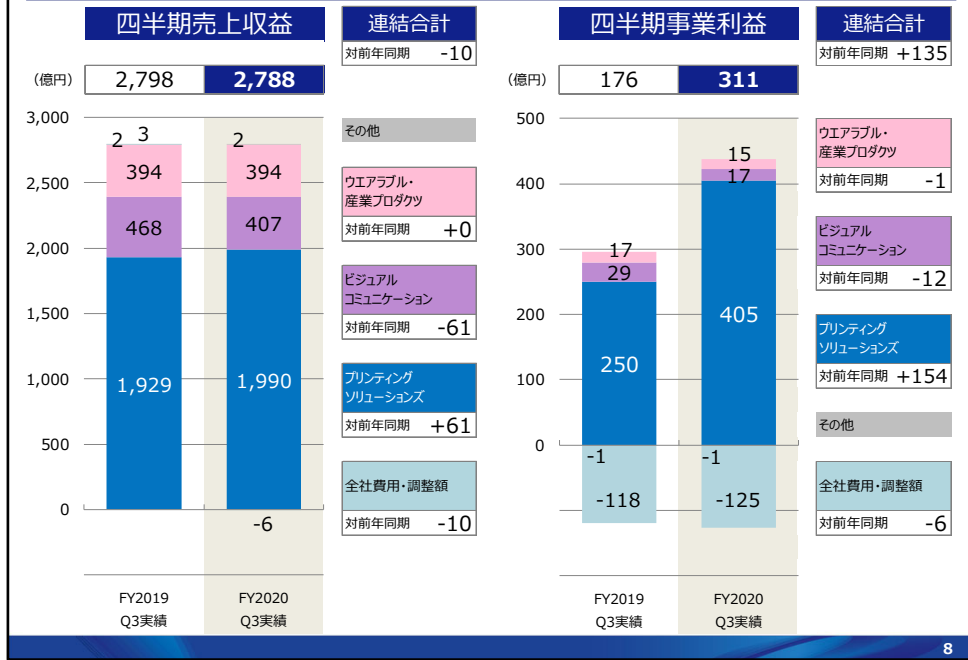 四半期売上収益
連結合計
対前年同期 -10
(億円)
2,798
2,788
3,000
2,500
2,000
1,500
1,000
500
0
2
3
394
468
1,929
2
394
407
1,990
-6
FY2019
Q3実績
FY2020
Q3実績
その他
ウエアラブル・
産業プロダクツ
対前年同期 +0
ビジュアル
コミュニケーション
対前年同期 -61
プリンティング
ソリューションズ
対前年同期 +61
全社費用・調整額
対前年同期 -10
四半期事業利益
連結合計
対前年同期 +135
(億円)
176
311
500
400
300
200
100
0
17
29
250
-1
-118
15
17
405
-1
-125
FY2019
Q3実績
FY2020
Q3実績
ウエアラブル・
産業プロダクツ
対前年同期 -1
ビジュアル
コミュニケーション
対前年同期 -12
プリンティング
ソリューションズ
対前年同期 +154
その他
全社費用・調整額
対前年同期 -6
8